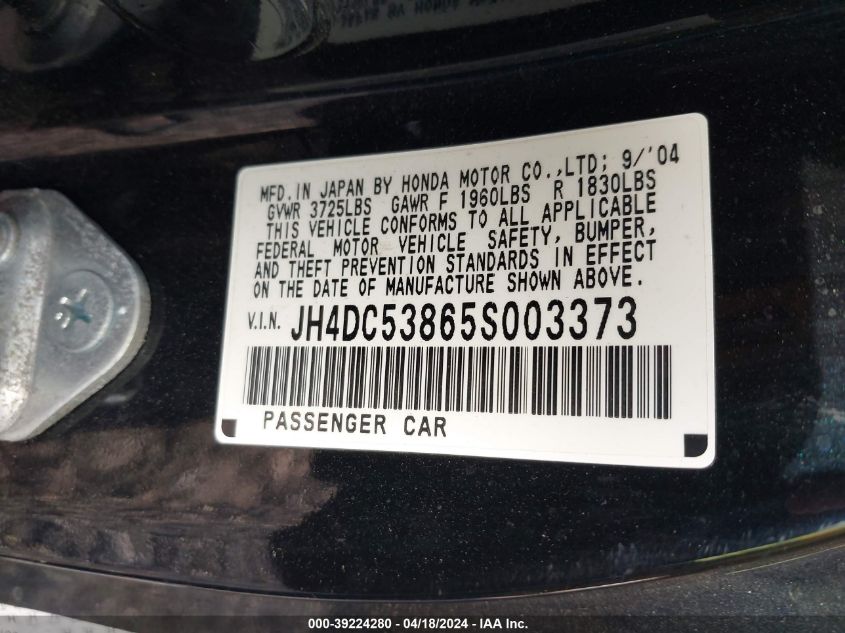 MFD. IN JAPAN BY HONDA MOTOR CO.,LTD; 9/'04
GVWR 3725LBS GAWR F 1960LBS R 1830LBS
THIS VEHICLE CONFORMS TO ALL APPLICABLE
FEDERAL MOTOR VEHICLE SAFETY, BUMPER,
AND THEFT PREVENTION STANDARDS IN EFFECT
ON THE DATE OF MANUFACTURE SHOWN ABOVE.
V.I.N. JH4DC53865S003373
PASSENGER CAR
000-39224280 - 04/18/2024 - IAA Inc.